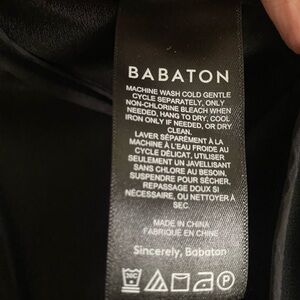 BABATON
MACHINE WASH COLD GENTLE
CYCLE SEPARATELY, ONLY
NON-CHLORINE BLEACH WHEN
NEEDED, HANG TO DRY, COOL
IRON ONLY IF NEEDED, OR DRY
CLEAN.
LAVER SÉPARÉMENT À LA
MACHINE À L'EAU FROIDE AU
CYCLE DÉLICAT, UTILISER
SEULEMENT UN JAVELLISANT
SANS CHLORE AU BESOIN,
SUSPENDRE POUR SÉCHER,
REPASSAGE DOUX SI
NÉCESSAIRE, OU NETTOYER À
SEC.
MADE IN CHINA
FABRIQUÉ EN CHINE
Sincerely, Babaton
NC P